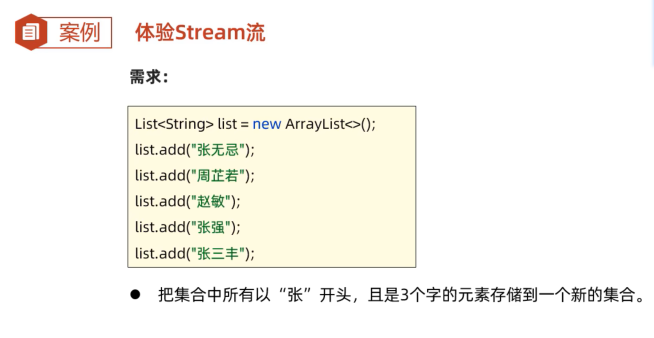 案例
体验Stream流
需求：
List<String> list = new ArrayList<>();
list.add("张无忌");
list.add("周芷若");
list.add("赵敏");
list.add("张强");
list.add("张三丰");
● 把集合中所有以“张”开头，且是3个字的元素存储到一个新的集合。